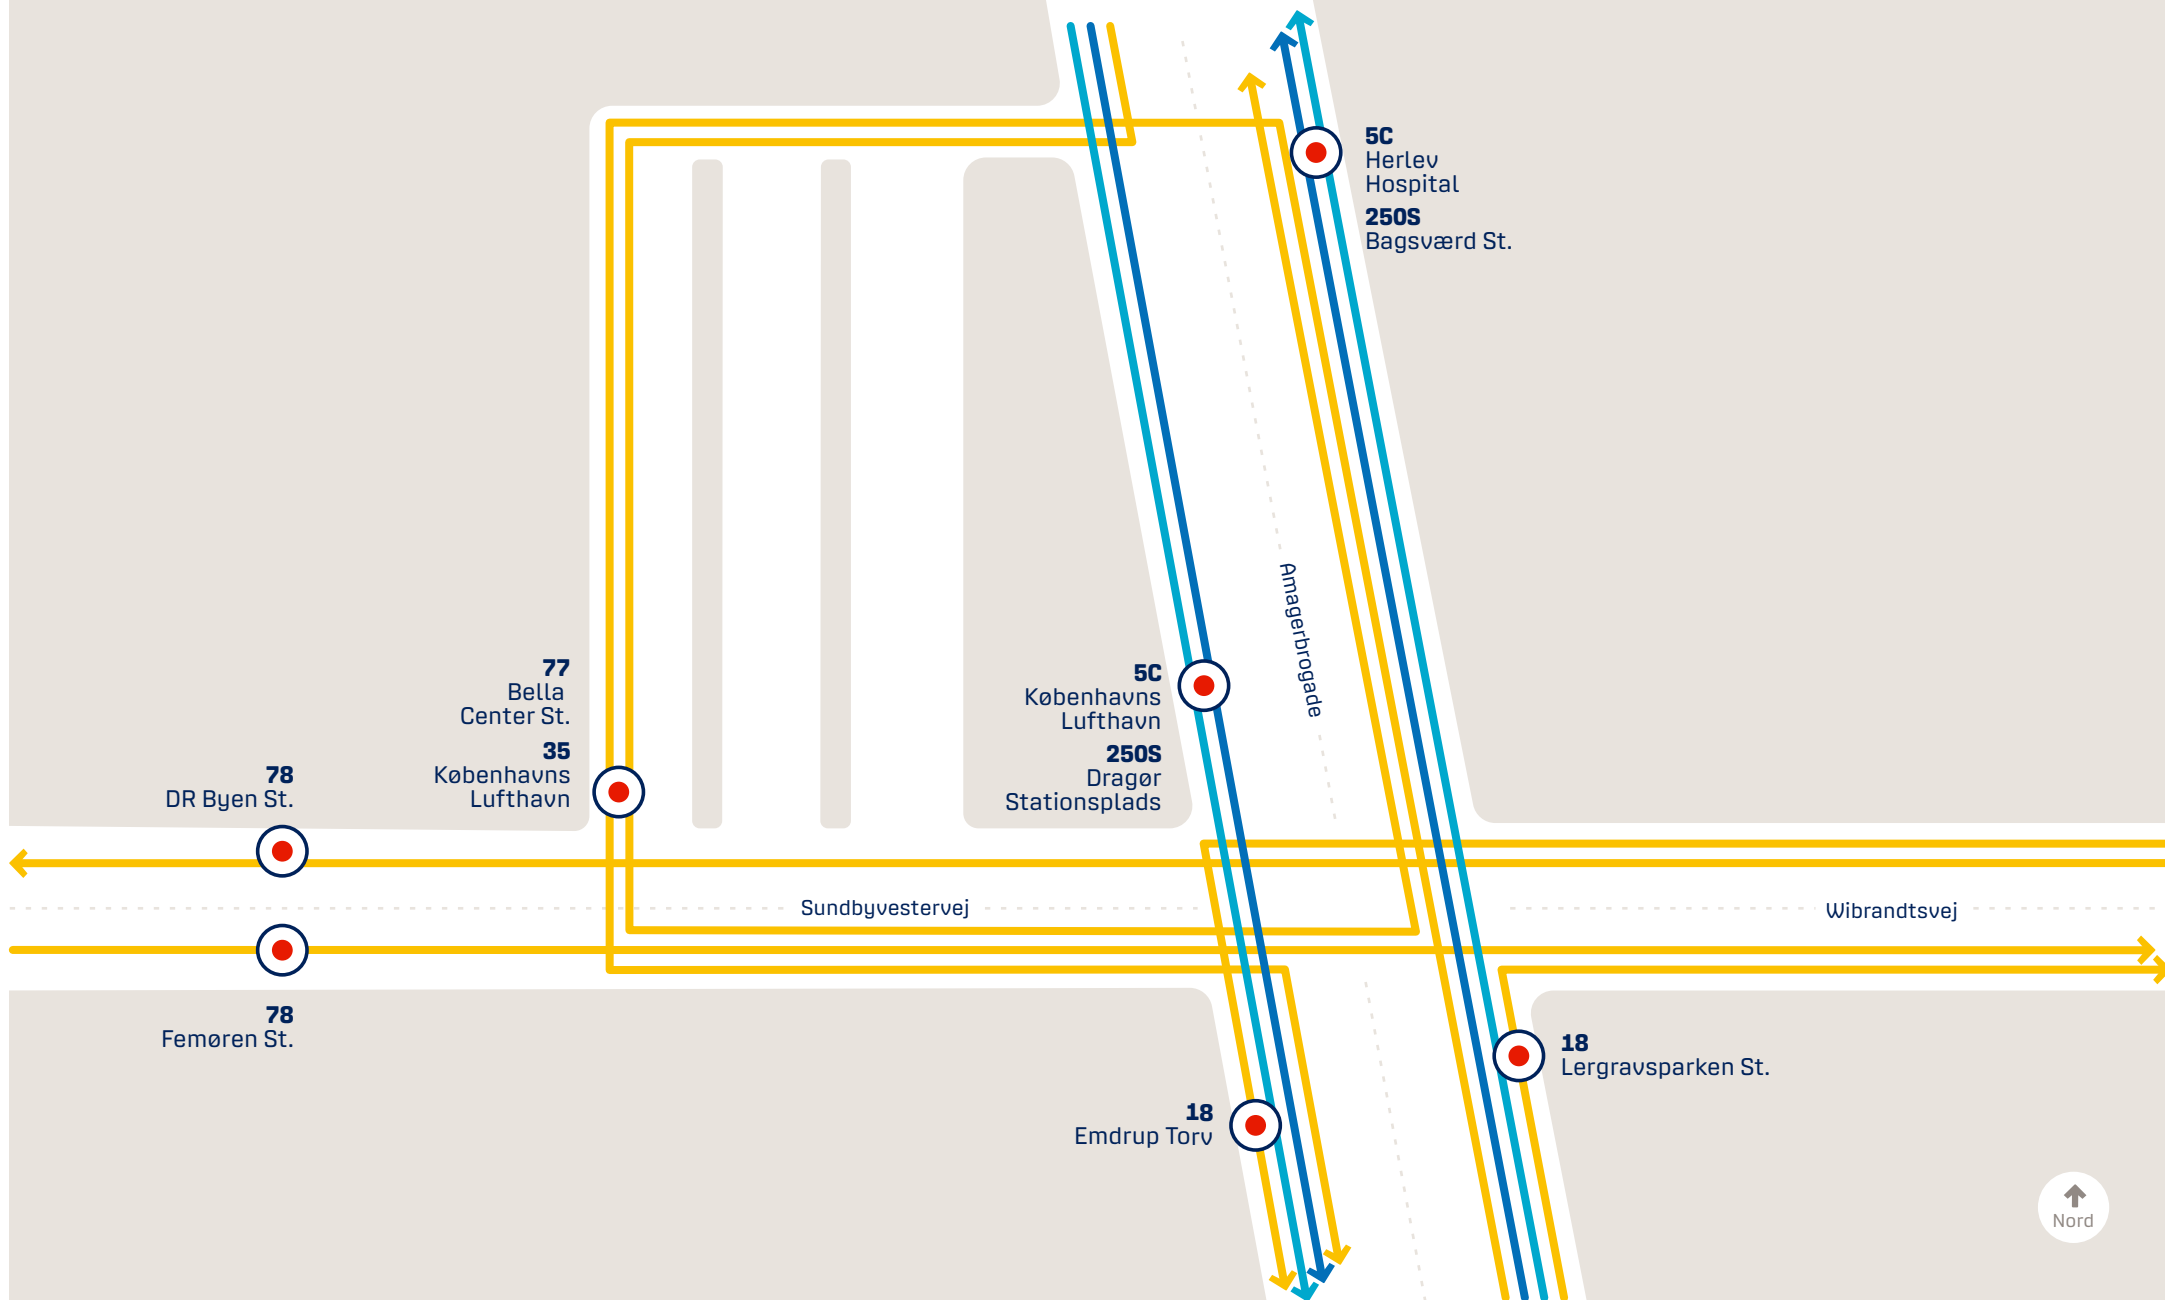 5C
Herlev
Hospital
250S
Bagsværd St.
Amagerbrogade
77
Bella
Center St.
35
Københavns
Lufthavn
5C
Københavns
Lufthavn
250S
Dragør
Stationsplads
78
DR Byen St.
Sundbyvestervej
Wibrandtsvej
78
Femøren St.
18
Lergravsparken St.
18
Emdrup Torv
Nord